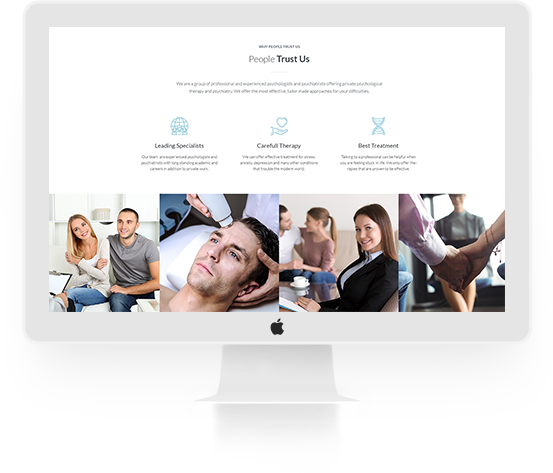 WHY PEOPLE TRUST US
People Trust Us
We are a group of professional and experienced psychologists and psychiatrists offering private psychological
therapy and psychiatry. We offer the most effective, tailor made approaches for your difficulties.
Leading Specialists
Our team are experienced psychologists and
psychiatrists with long standing academic and
careers in addition to private work.
Carefull Therapy
We can offer effective treatment for stress,
anxiety, depression and many other conditions
that trouble the modern world.
Best Treatment
Talking to a professional can be helpful when
you are feeling stuck in life. We only offer the-
rapies that are proven to be effective.